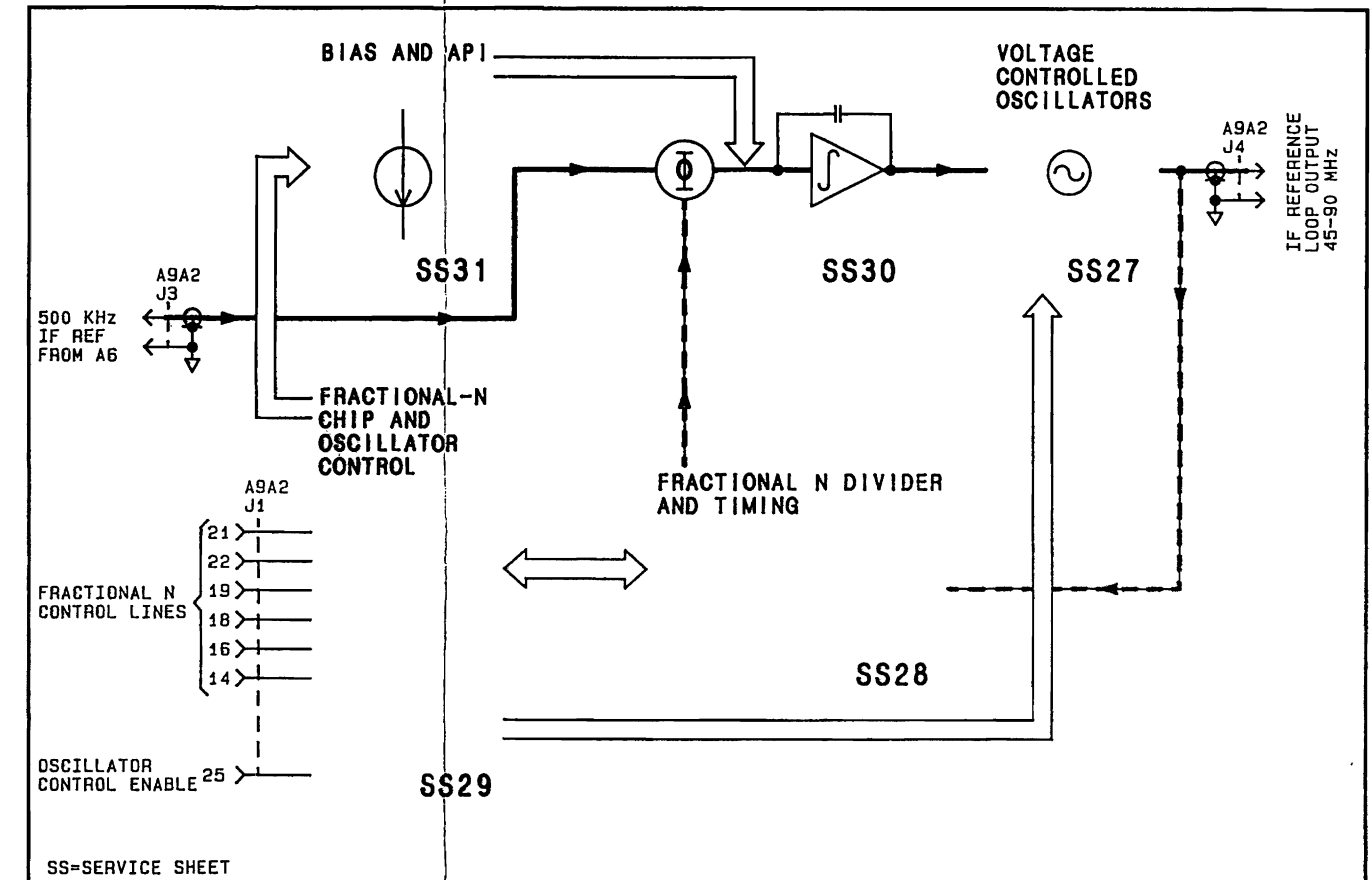 BIAS AND API
VOLTAGE
CONTROLLED
OSCILLATORS
A9A2
J4
IF REFERENCE
LOOP OUTPUT
45-90 MHz
Φ
∫
SS31
SS30
SS27
A9A2
J3
500 KHz
IF REF
FROM A6
FRACTIONAL-N
CHIP AND
OSCILLATOR
CONTROL
FRACTIONAL N DIVIDER
AND TIMING
A9A2
J1
21
22
FRACTIONAL N
CONTROL LINES
19
18
16
14
SS28
OSCILLATOR
CONTROL ENABLE
25
SS29
SS=SERVICE SHEET